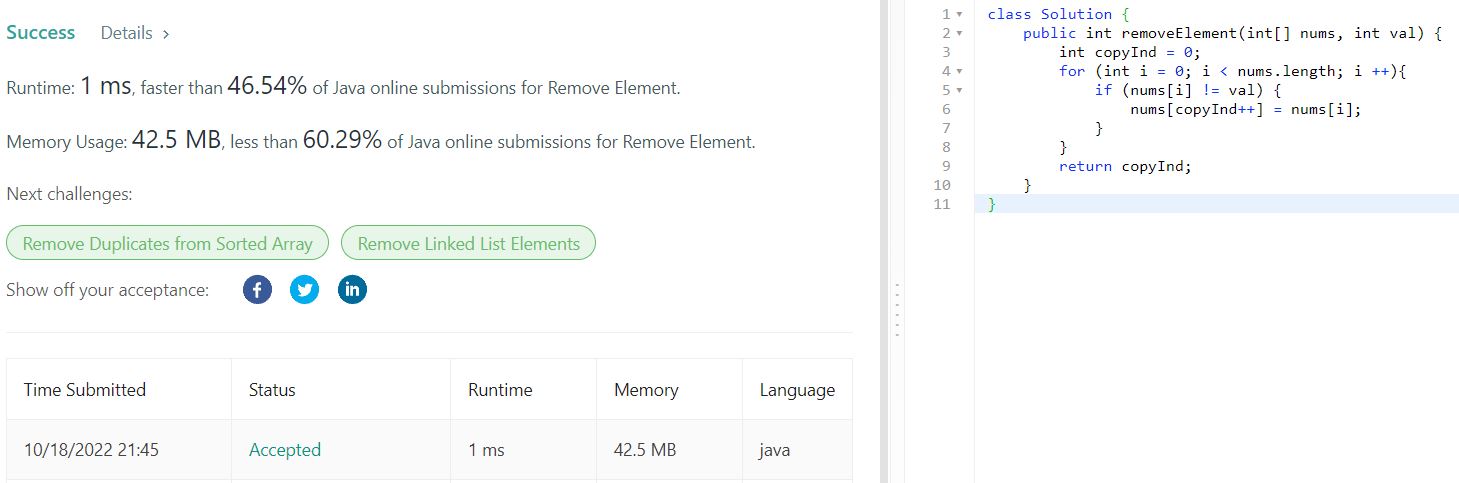 Success Details >
Runtime: 1 ms, faster than 46.54% of Java online submissions for Remove Element.
Memory Usage: 42.5 MB, less than 60.29% of Java online submissions for Remove Element.
Next challenges:
Remove Duplicates from Sorted Array Remove Linked List Elements
Show off your acceptance: f in
Time Submitted Status Runtime Memory Language
10/18/2022 21:45 Accepted 1 ms 42.5 MB java
1 class Solution {
2 public int removeElement(int[] nums, int val) {
3 int copyInd = 0;
4 for (int i = 0; i < nums.length; i ++){
5 if (nums[i] != val) {
6 nums[copyInd++] = nums[i];
7 }
8 }
9 return copyInd;
10 }
11 }